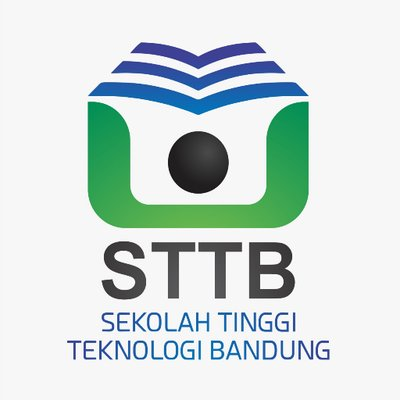 STTB
SEKOLAH TINGGI
TEKNOLOGI BANDUNG